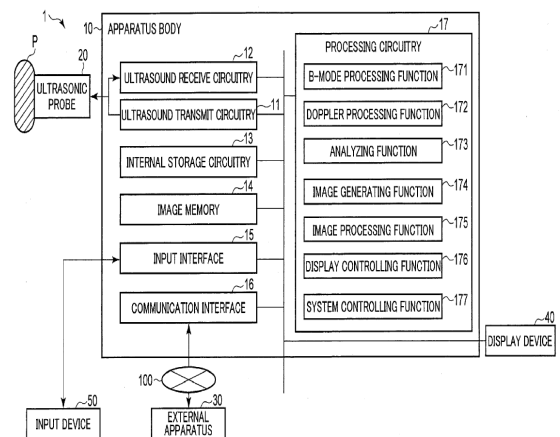 1
10
APPARATUS BODY
P
20
ULTRASONIC
PROBE
12
ULTRASOUND RECEIVE CIRCUITRY
11
ULTRASOUND TRANSMIT CIRCUITRY
13
INTERNAL STORAGE CIRCUITRY
14
IMAGE MEMORY
15
INPUT INTERFACE
16
COMMUNICATION INTERFACE
17
PROCESSING CIRCUITRY
B-MODE PROCESSING FUNCTION
171
DOPPLER PROCESSING FUNCTION
172
ANALYZING FUNCTION
173
IMAGE GENERATING FUNCTION
174
IMAGE PROCESSING FUNCTION
175
DISPLAY CONTROLLING FUNCTION
176
SYSTEM CONTROLLING FUNCTION
177
40
DISPLAY DEVICE
100
50
INPUT DEVICE
30
EXTERNAL
APPARATUS